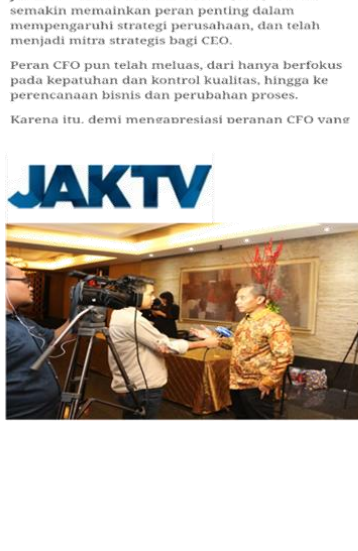 semakin memainkan peran penting dalam
mempengaruhi strategi perusahaan, dan telah
menjadi mitra strategis bagi CEO.
Peran CFO pun telah meluas, dari hanya berfokus
pada kepatuhan dan kontrol kualitas, hingga ke
perencanaan bisnis dan perubahan proses.
Karena itu, demi mengapresiasi peranan CFO yang
JAKTV